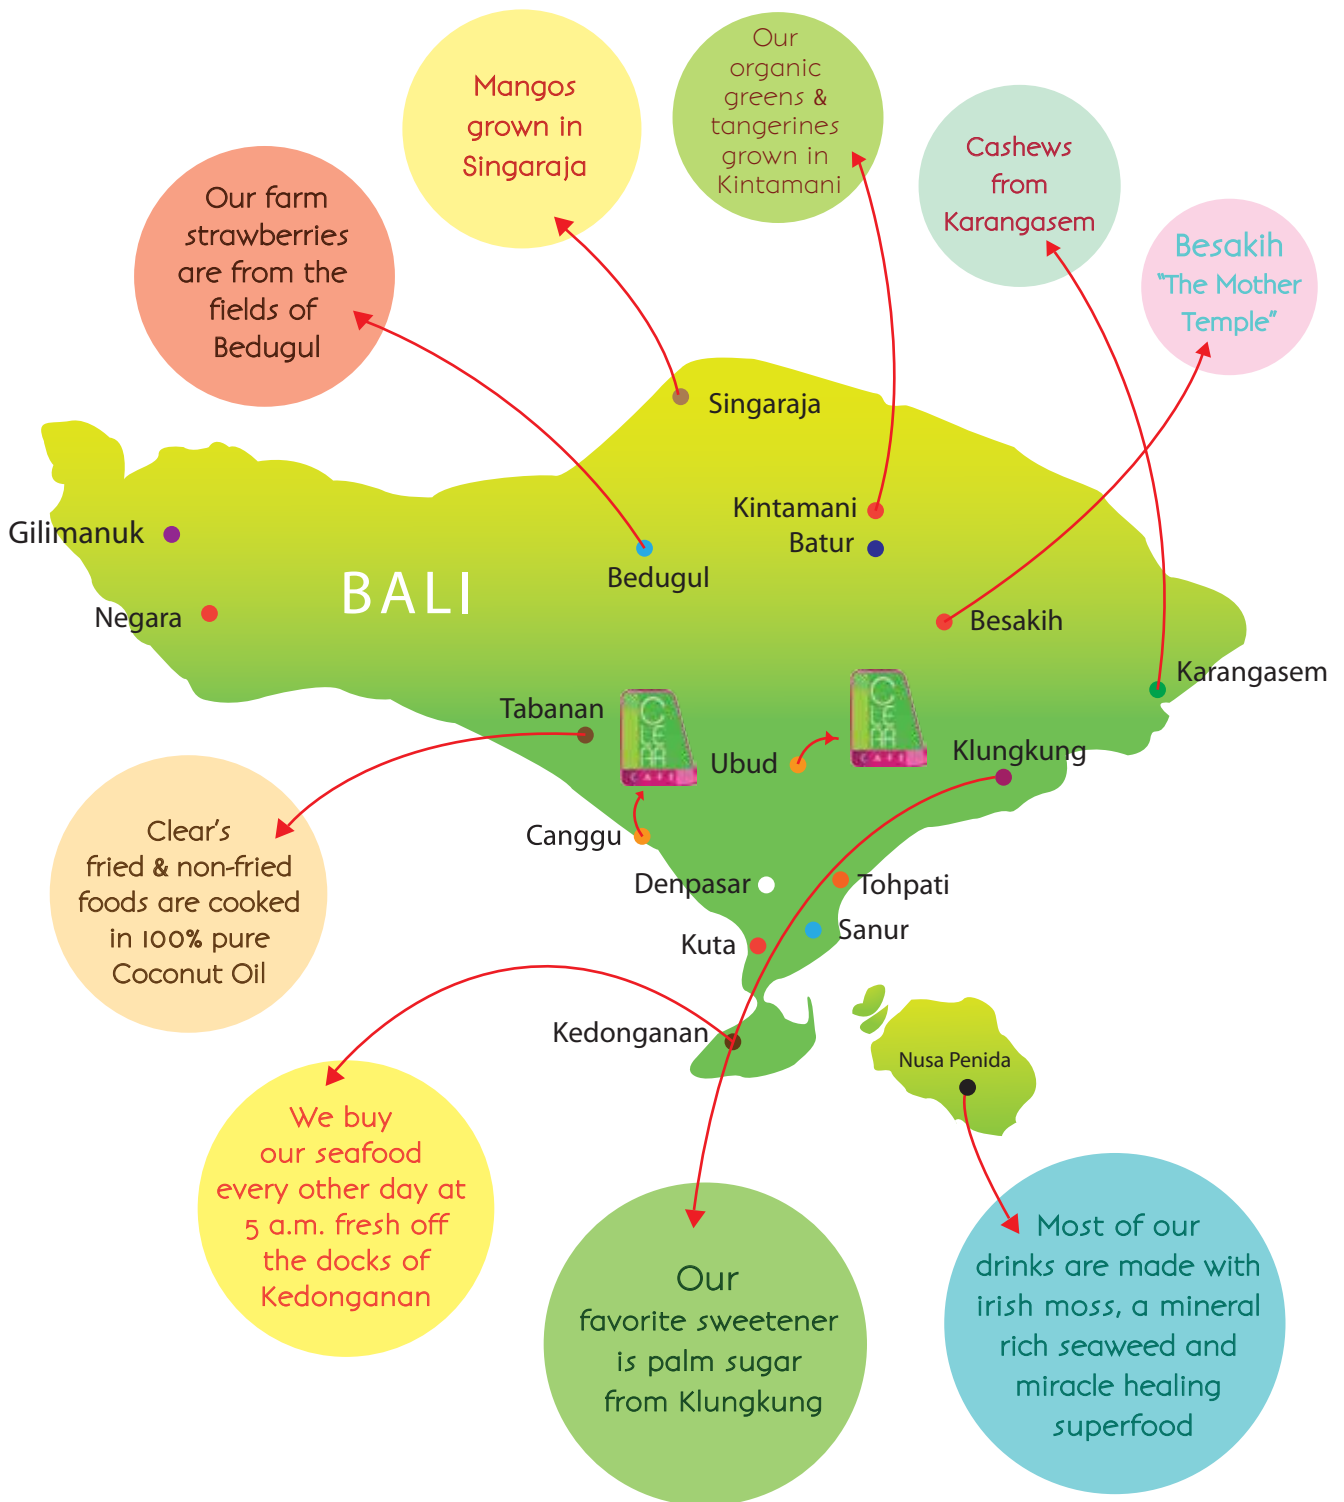 Our
organic
greens &
tangerines
grown in
Kintamani
Mangos
grown in
Singaraja
Cashews
from
Karangasem
Our farm
strawberries
are from the
fields of
Bedugul
Besakih
"The Mother
Temple"
Singaraja
Kintamani
Batur
Gilimanuk
Bedugul
BALI
Negara
Besakih
Karangasem
Tabanan
CAFE
Ubud
CAFE
Klungkung
Canggu
Clear's
fried & non-fried
foods are cooked
in 100% pure
Coconut Oil
Denpasar
Tohpati
Kuta
Sanur
Kedonganan
Nusa Penida
We buy
our seafood
every other day at
5 a.m. fresh off
the docks of
Kedonganan
Our
favorite sweetener
is palm sugar
from Klungkung
Most of our
drinks are made with
irish moss, a mineral
rich seaweed and
miracle healing
superfood